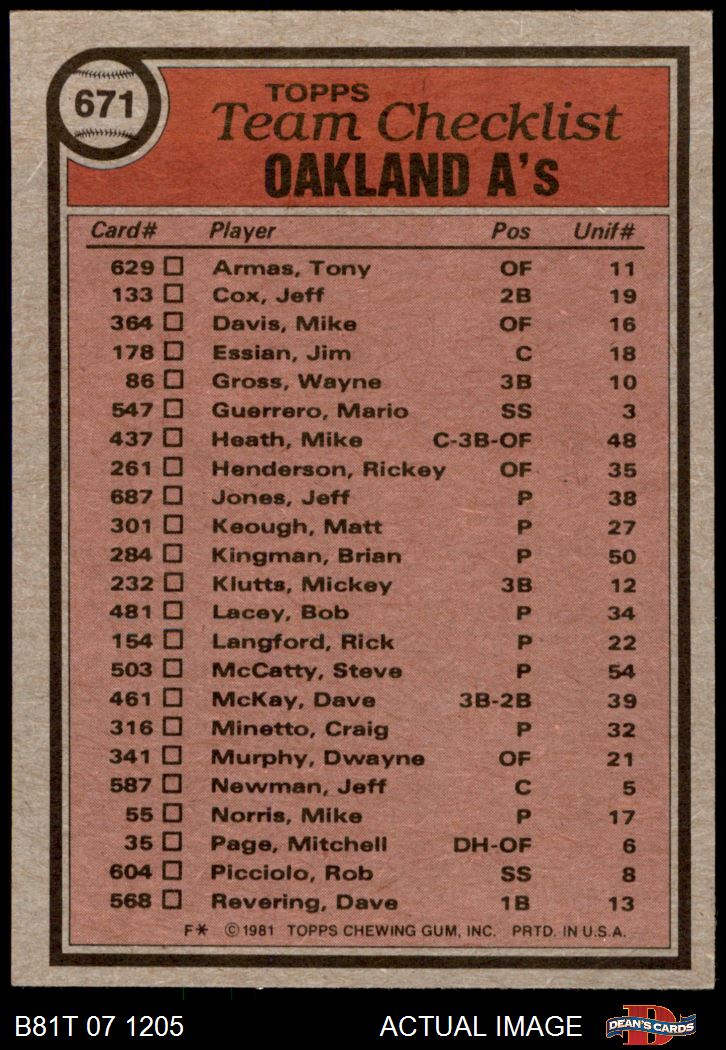 671
TOPPS
Team Checklist
OAKLAND A's
Card# Player Pos Unif#
629 Armas, Tony OF 11
133 Cox, Jeff 2B 19
364 Davis, Mike OF 16
178 Essian, Jim C 18
86 Gross, Wayne 3B 10
547 Guerrero, Mario SS 3
437 Heath, Mike C-3B-OF 48
261 Henderson, Rickey OF 35
687 Jones, Jeff P 38
301 Keough, Matt P 27
284 Kingman, Brian P 50
232 Klutts, Mickey 3B 12
481 Lacey, Bob P 34
154 Langford, Rick P 22
503 McCatty, Steve P 54
461 McKay, Dave 3B-2B 39
316 Minetto, Craig P 32
341 Murphy, Dwayne OF 21
587 Newman, Jeff C 5
55 Norris, Mike P 17
35 Page, Mitchell DH-OF 6
604 Picciolo, Rob SS 8
568 Revering, Dave 1B 13
F* © 1981 TOPPS CHEWING GUM, INC. PRTD. IN U.S.A.
B81T 07 1205 ACTUAL IMAGE DEAN'S CARDS